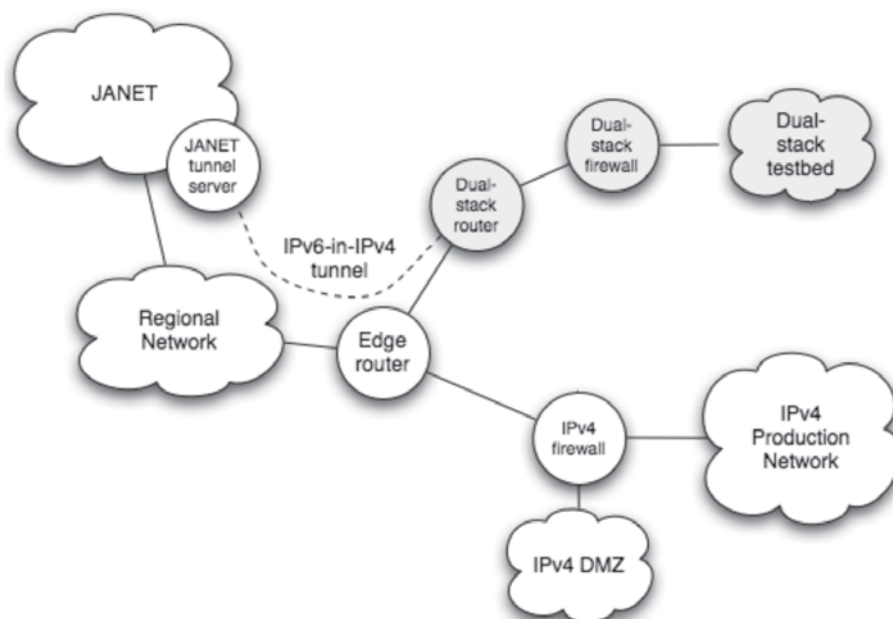 JANET
JANET
tunnel
server
Dual-
stack
router
Dual-
stack
firewall
Dual-
stack
testbed
IPv6-in-IPv4
tunnel
Regional
Network
Edge
router
IPv4
firewall
IPv4
Production
Network
IPv4 DMZ